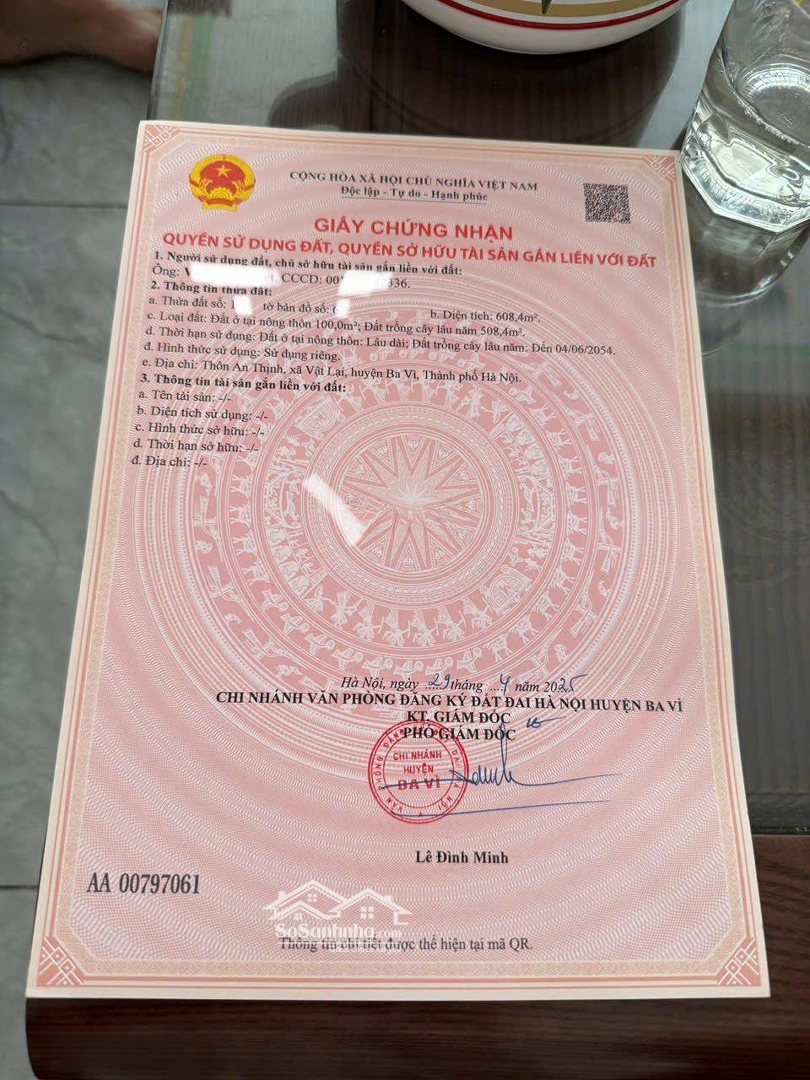 CỘNG HÒA XÃ HỘI CHỦ NGHĨA VIỆT NAM
Độc lập - Tự do - Hạnh phúc
GIẤY CHỨNG NHẬN
QUYỀN SỬ DỤNG ĐẤT, QUYỀN SỞ HỮU TÀI SẢN GẮN LIỀN VỚI ĐẤT
1. Người sử dụng đất, chủ sở hữu tài sản gắn liền với đất:
Ông: V CCCD: 00 336.
2. Thông tin thửa đất:
a. Thửa đất số: 1 tờ bản đồ số: b. Diện tích: 608,4m².
c. Loại đất: Đất ở tại nông thôn 100,0m²; Đất trồng cây lâu năm 508,4m².
d. Thời hạn sử dụng: Đất ở tại nông thôn: Lâu dài; Đất trồng cây lâu năm: Đến 04/06/2054.
đ. Hình thức sử dụng: Sử dụng riêng.
e. Địa chỉ: Thôn An Thịnh, xã Vật Lại, huyện Ba Vì, Thành phố Hà Nội.
3. Thông tin tài sản gắn liền với đất:
a. Tên tài sản: -/-
b. Diện tích sử dụng: -/-
c. Hình thức sở hữu: -/-
d. Thời hạn sở hữu: -/-
đ. Địa chỉ: -/-
Hà Nội, ngày 29 tháng 4 năm 2025
CHI NHÁNH VĂN PHÒNG ĐĂNG KÝ ĐẤT ĐAI HÀ NỘI HUYỆN BA VÌ
KT. GIÁM ĐỐC
PHÓ GIÁM ĐỐC
CHI NHÁNH
HUYỆN
BA VÌ
Lê Đình Minh
AA 00797061
SoSanhnha.com
Thông tin chi tiết được thể hiện tại mã QR.